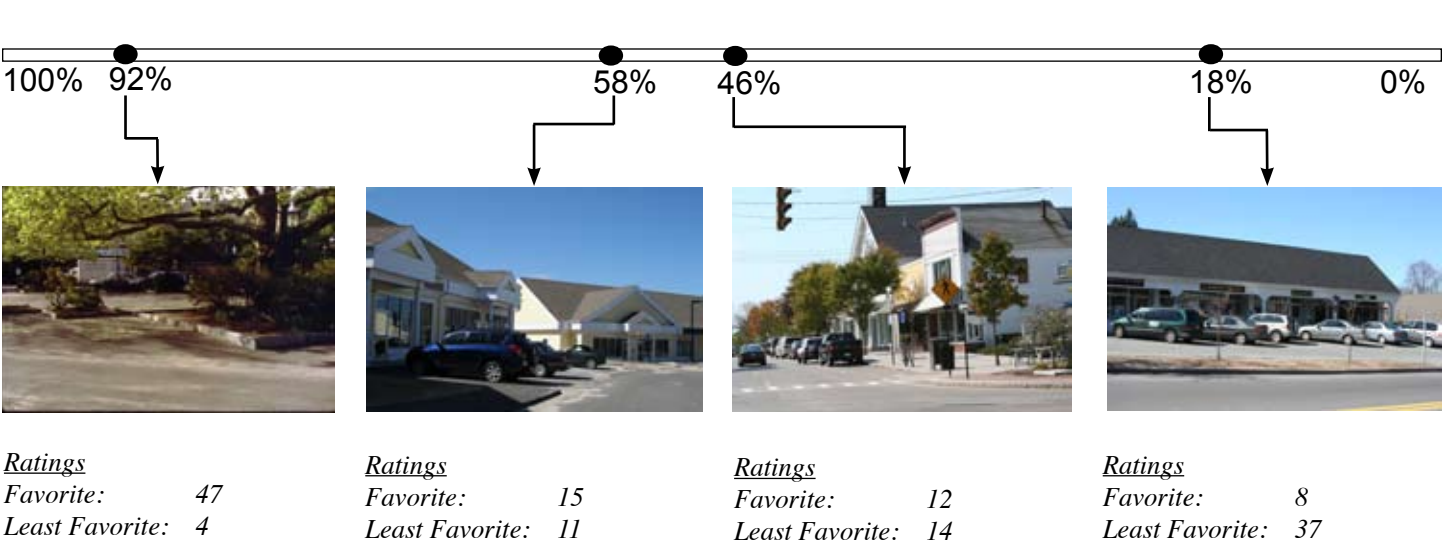 100% 92% 58% 46% 18% 0%
Ratings
Favorite: 47
Least Favorite: 4
Ratings
Favorite: 15
Least Favorite: 11
Ratings
Favorite: 12
Least Favorite: 14
Ratings
Favorite: 8
Least Favorite: 37